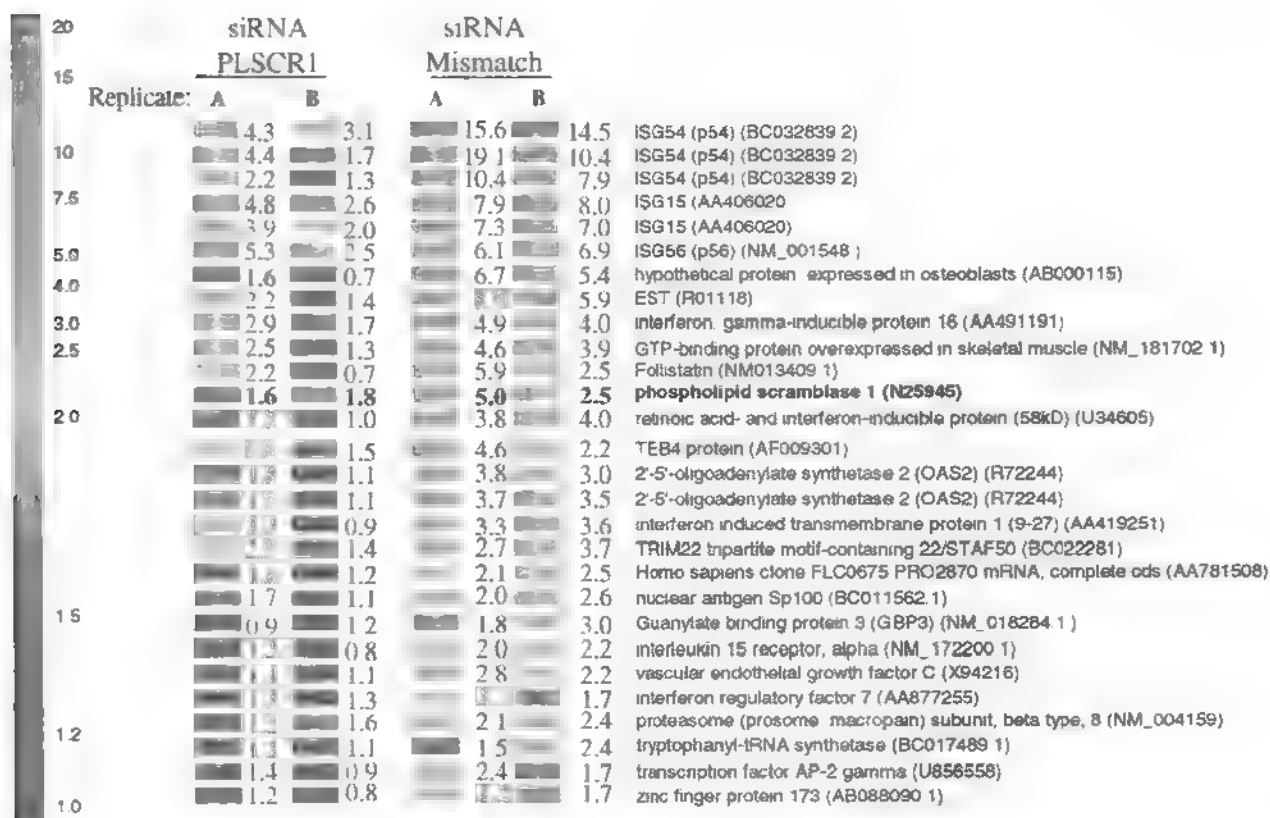 siRNA siRNA
PLSCR1 Mismatch
Replicate: A B A B
20
15
10
7.5
5.0
4.0
3.0
2.5
2.0
1.5
1.2
1.0
4.3 3.1 15.6 14.5 ISG54 (p54) (BC032839 2)
4.4 1.7 19.1 10.4 ISG54 (p54) (BC032839 2)
2.2 1.3 10.4 7.9 ISG54 (p54) (BC032839 2)
4.8 2.6 7.9 8.0 ISG15 (AA406020
3.9 2.0 7.3 7.0 ISG15 (AA406020)
5.3 2.5 6.1 6.9 ISG56 (p56) (NM_001548 )
1.6 0.7 6.7 5.4 hypothetical protein expressed in osteoblasts (AB000115)
2.2 1.4 5.9 EST (R01118)
2.9 1.7 4.9 4.0 interferon, gamma-inducible protein 16 (AA491191)
2.5 1.3 4.6 3.9 GTP-binding protein overexpressed in skeletal muscle (NM_181702 1)
2.2 0.7 5.9 2.5 Follistatin (NM013409 1)
1.6 1.8 5.0 2.5 phospholipid scramblase 1 (N25945)
1.0 3.8 4.0 retinoic acid- and interferon-inducible protein (58kD) (U34605)
1.5 4.6 2.2 TEB4 protein (AF009301)
1.1 3.8 3.0 2'-5'-oligoadenylate synthetase 2 (OAS2) (R72244)
1.1 3.7 3.5 2'-5'-oligoadenylate synthetase 2 (OAS2) (R72244)
0.9 3.3 3.6 interferon induced transmembrane protein 1 (9-27) (AA419251)
1.4 2.7 3.7 TRIM22 tripartite motif-containing 22/STAF50 (BC022281)
1.2 2.1 2.5 Homo sapiens clone FLC0675 PRO2870 mRNA, complete cds (AA781508)
1.7 1.1 2.0 2.6 nuclear antigen Sp100 (BC011562.1)
0.9 1.2 1.8 3.0 Guanylate binding protein 3 (GBP3) (NM_018284.1)
0.8 2.0 2.2 interleukin 15 receptor, alpha (NM_172200 1)
1.1 2.8 2.2 vascular endothelial growth factor C (X94216)
1.3 1.7 interferon regulatory factor 7 (AA877255)
1.6 2.1 2.4 proteasome (prosome macropain) subunit, beta type, 8 (NM_004159)
1.1 1.5 2.4 tryptophanyl-tRNA synthetase (BC017489 1)
1.4 0.9 2.4 1.7 transcription factor AP-2 gamma (U856558)
1.2 0.8 1.7 zinc finger protein 173 (AB088090 1)